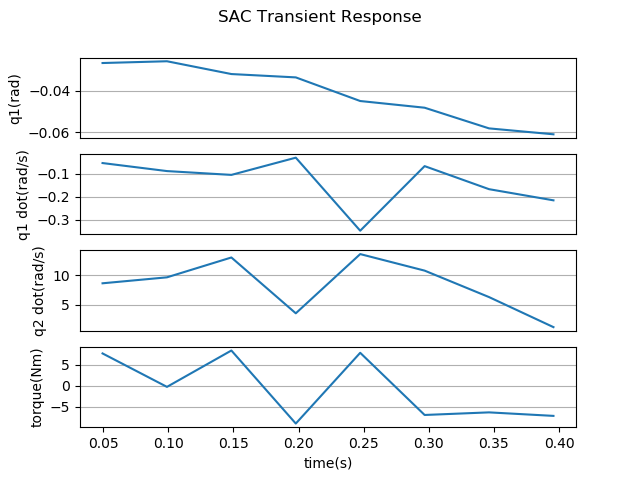 SAC Transient Response
q1(rad)
−0.04
−0.06
q1 dot(rad/s)
−0.1
−0.2
−0.3
q2 dot(rad/s)
10
5
torque(Nm)
5
0
−5
0.05 0.10 0.15 0.20 0.25 0.30 0.35 0.40
time(s)